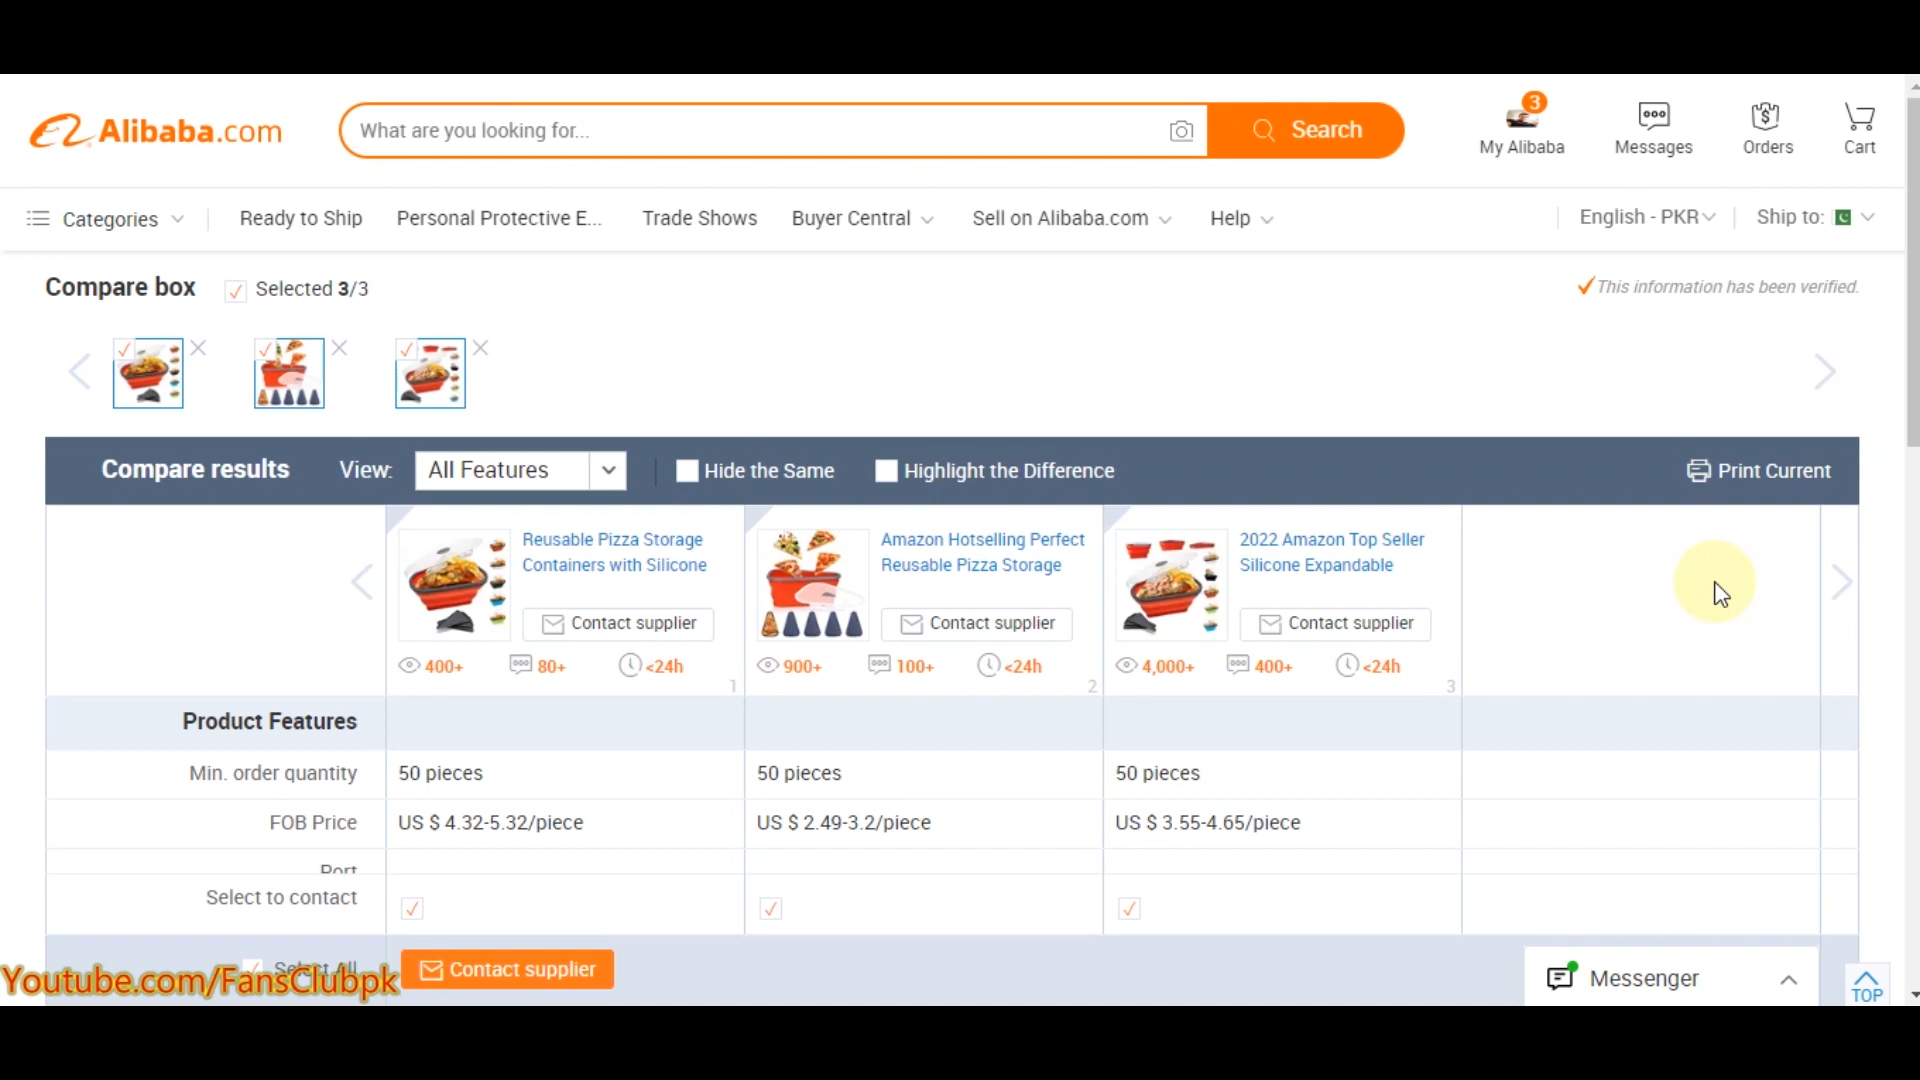 Alibaba.com
What are you looking for...
Search
3
My Alibaba
Messages
Orders
Cart
Categories
Ready to Ship
Personal Protective E...
Trade Shows
Buyer Central
Sell on Alibaba.com
Help
English - PKR
Ship to:
Compare box
Selected 3/3
This information has been verified.
Compare results
View:
All Features
Hide the Same
Highlight the Difference
Print Current
Reusable Pizza Storage
Containers with Silicone
Contact supplier
400+
80+
<24h
1
Amazon Hotselling Perfect
Reusable Pizza Storage
Contact supplier
900+
100+
<24h
2
2022 Amazon Top Seller
Silicone Expandable
Contact supplier
4,000+
400+
<24h
3
Product Features
Min. order quantity
50 pieces
50 pieces
50 pieces
FOB Price
US $ 4.32-5.32/piece
US $ 2.49-3.2/piece
US $ 3.55-4.65/piece
Port
Select to contact
Select All
Contact supplier
Youtube.com/FansClubpk
Messenger
TOP